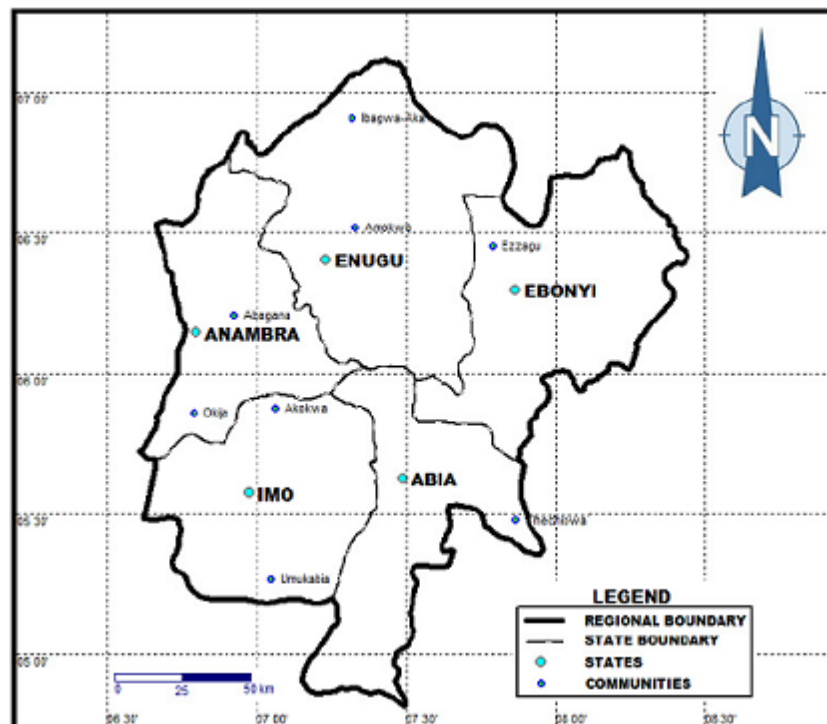 07 00'
Ibagwa-Aka
N
06 30'
Amokwo
Ezzagu
ENUGU
EBONYI
Abagana
ANAMBRA
06 00'
Okija
Akokwa
ABIA
IMO
05 30'
Umukabia
LEGEND
REGIONAL BOUNDARY
STATE BOUNDARY
05 00'
STATES
COMMUNITIES
0 25 50 km
06 30' 07 00' 07 30' 08 00' 08 30'